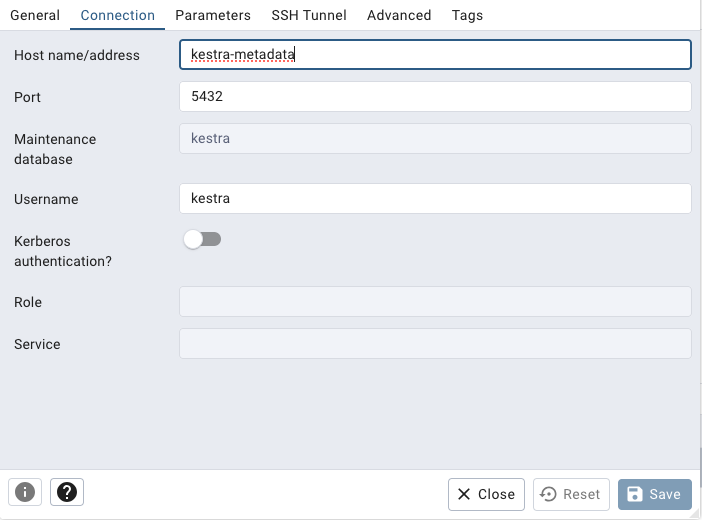 General Connection Parameters SSH Tunnel Advanced Tags
Host name/address kestra-metadata
Port 5432
Maintenance
database kestra
Username kestra
Kerberos
authentication?
Role
Service
Close Reset Save